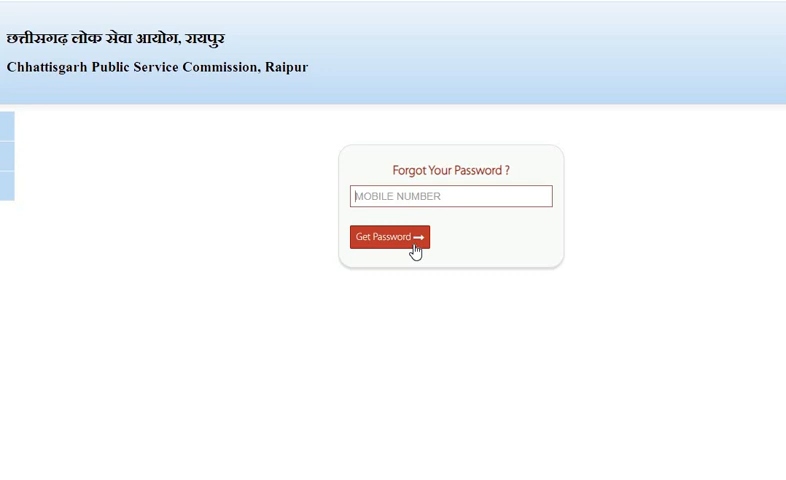 छत्तीसगढ़ लोक सेवा आयोग, रायपुर
Chhattisgarh Public Service Commission, Raipur
Forgot Your Password ?
MOBILE NUMBER
Get Password